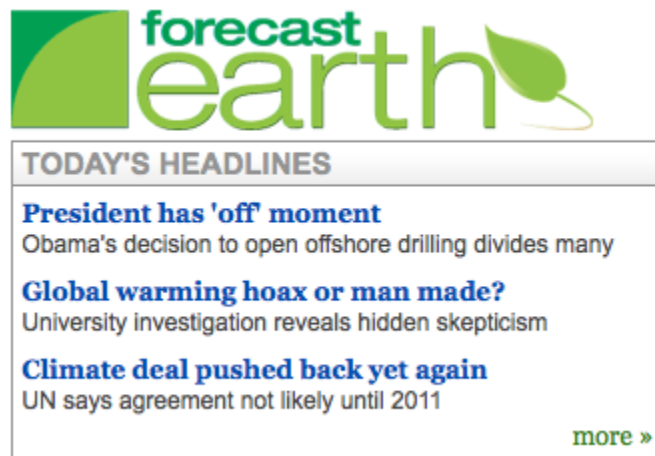 forecast
earth
TODAY'S HEADLINES
President has 'off' moment
Obama's decision to open offshore drilling divides many
Global warming hoax or man made?
University investigation reveals hidden skepticism
Climate deal pushed back yet again
UN says agreement not likely until 2011
more »